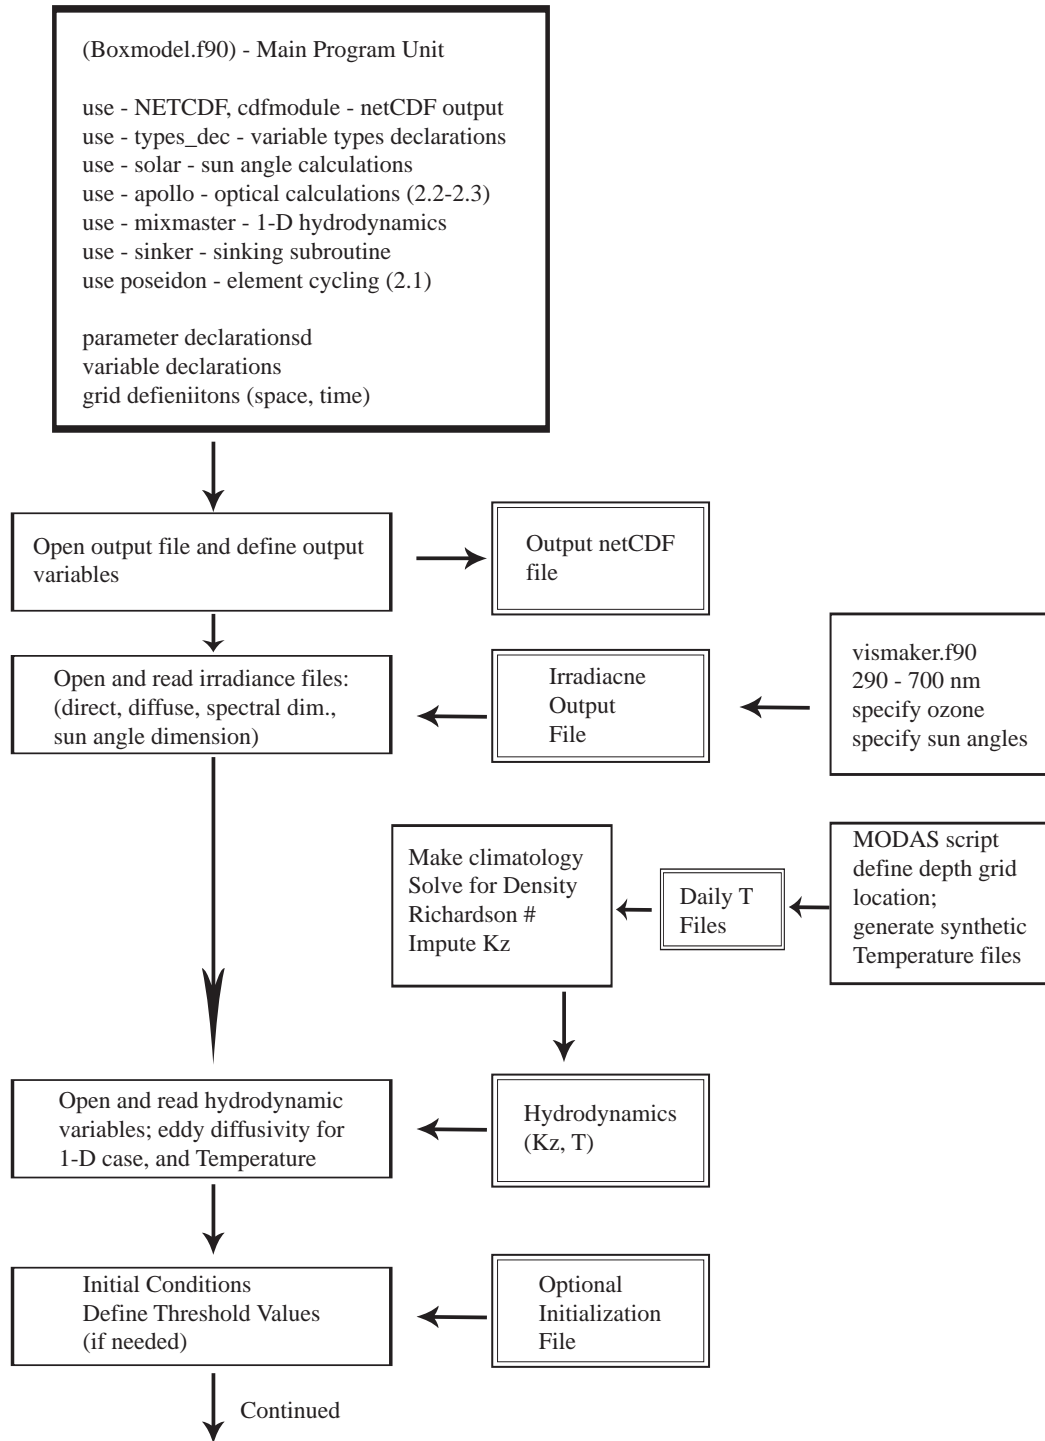 (Boxmodel.f90) - Main Program Unit
use - NETCDF, cdfmodule - netCDF output
use - types_dec - variable types declarations
use - solar - sun angle calculations
use - apollo - optical calculations (2.2-2.3)
use - mixmaster - 1-D hydrodynamics
use - sinker - sinking subroutine
use poseidon - element cycling (2.1)
parameter declarationsd
variable declarations
grid defieniitons (space, time)
Open output file and define output
variables
Output netCDF
file
Open and read irradiance files:
(direct, diffuse, spectral dim.,
sun angle dimension)
Irradiacne
Output
File
vismaker.f90
290 - 700 nm
specify ozone
specify sun angles
Make climatology
Solve for Density
Richardson #
Impute Kz
Daily T
Files
MODAS script
define depth grid
location;
generate synthetic
Temperature files
Open and read hydrodynamic
variables; eddy diffusivity for
1-D case, and Temperature
Hydrodynamics
(Kz, T)
Initial Conditions
Define Threshold Values
(if needed)
Optional
Initialization
File
Continued